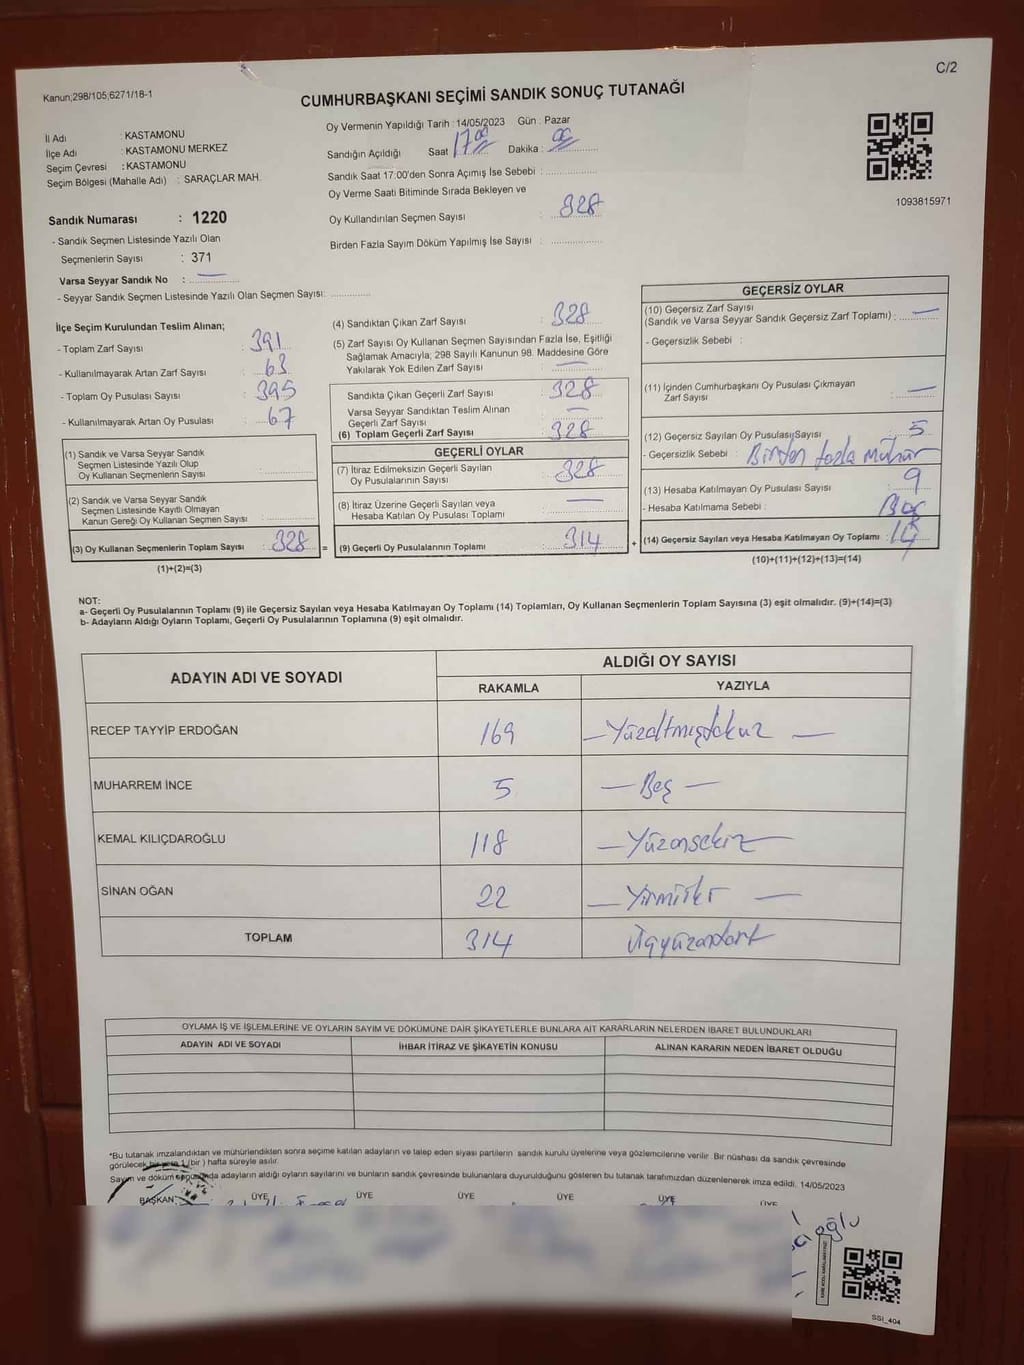 C/2
Kanun;298/105;6271/18-1
CUMHURBAŞKANI SEÇİMİ SANDIK SONUÇ TUTANAĞI
İl Adı : KASTAMONU
İlçe Adı : KASTAMONU MERKEZ
Seçim Çevresi : KASTAMONU
Seçim Bölgesi (Mahalle Adı) : SARAÇLAR MAH.
Oy Vermenin Yapıldığı Tarih : 14/05/2023 Gün : Pazar
Sandığın Açıldığı Saat 17 00 Dakika : 00
Sandık Saat 17:00'den Sonra Açımış İse Sebebi :
Oy Verme Saati Bitiminde Sırada Bekleyen ve
Oy Kullandırılan Seçmen Sayısı : 328
Birden Fazla Sayım Döküm Yapılmış İse Sayısı :
1093815971
Sandık Numarası : 1220
- Sandık Seçmen Listesinde Yazılı Olan
Seçmenlerin Sayısı : 371
Varsa Seyyar Sandık No : —
- Seyyar Sandık Seçmen Listesinde Yazılı Olan Seçmen Sayısı:
İlçe Seçim Kurulundan Teslim Alınan;
- Toplam Zarf Sayısı : 391
- Kullanılmayarak Artan Zarf Sayısı : 63
- Toplam Oy Pusulası Sayısı : 395
- Kullanılmayarak Artan Oy Pusulası : 67
(1) Sandık ve Varsa Seyyar Sandık
Seçmen Listesinde Yazılı Olup
Oy Kullanan Seçmenlerin Sayısı :
(2) Sandık ve Varsa Seyyar Sandık
Seçmen Listesinde Kayıtlı Olmayan
Kanun Gereği Oy Kullanan Seçmen Sayısı :
(3) Oy Kullanan Seçmenlerin Toplam Sayısı : 328 =
(1)+(2)=(3)
(4) Sandıktan Çıkan Zarf Sayısı : 328
(5) Zarf Sayısı Oy Kullanan Seçmen Sayısından Fazla İse, Eşitliği
Sağlamak Amacıyla; 298 Sayılı Kanunun 98. Maddesine Göre
Yakılarak Yok Edilen Zarf Sayısı : —
Sandıkta Çıkan Geçerli Zarf Sayısı : 328
Varsa Seyyar Sandıktan Teslim Alınan
Geçerli Zarf Sayısı : —
(6) Toplam Geçerli Zarf Sayısı : 328
GEÇERLİ OYLAR
(7) İtiraz Edilmeksizin Geçerli Sayılan
Oy Pusulalarının Sayısı : 328
(8) İtiraz Üzerine Geçerli Sayılan veya
Hesaba Katılan Oy Pusulası Toplamı : —
(9) Geçerli Oy Pusulalarının Toplamı : 314 +
GEÇERSİZ OYLAR
(10) Geçersiz Zarf Sayısı
(Sandık ve Varsa Seyyar Sandık Geçersiz Zarf Toplamı) : —
- Geçersizlik Sebebi :
(11) İçinden Cumhurbaşkanı Oy Pusulası Çıkmayan
Zarf Sayısı : —
(12) Geçersiz Sayılan Oy Pusulası Sayısı : 5
- Geçersizlik Sebebi : Birden fazla mühür
(13) Hesaba Katılmayan Oy Pusulası Sayısı : 9
- Hesaba Katılmama Sebebi : Boş
(14) Geçersiz Sayılan veya Hesaba Katılmayan Oy Toplamı : 14
(10)+(11)+(12)+(13)=(14)
NOT:
a- Geçerli Oy Pusulalarının Toplamı (9) ile Geçersiz Sayılan veya Hesaba Katılmayan Oy Toplamı (14) Toplamları, Oy Kullanan Seçmenlerin Toplam Sayısına (3) eşit olmalıdır. (9)+(14)=(3)
b- Adayların Aldığı Oyların Toplamı, Geçerli Oy Pusulalarının Toplamına (9) eşit olmalıdır.
ADAYIN ADI VE SOYADI
ALDIĞI OY SAYISI
RAKAMLA YAZIYLA
RECEP TAYYİP ERDOĞAN 169 — Yüzaltmışdokuz —
MUHARREM İNCE 5 — Beş —
KEMAL KILIÇDAROĞLU 118 — Yüzonsekiz —
SİNAN OĞAN 22 — Yirmiiki —
TOPLAM 314 Üçyüzondört
OYLAMA İŞ VE İŞLEMLERİNE VE OYLARIN SAYIM VE DÖKÜMÜNE DAİR ŞİKAYETLERLE BUNLARA AİT KARARLARIN NELERDEN İBARET BULUNDUKLARI
ADAYIN ADI VE SOYADI İHBAR İTİRAZ VE ŞİKAYETİN KONUSU ALINAN KARARIN NEDEN İBARET OLDUĞU
*Bu tutanak imzalandıktan ve mühürlendikten sonra seçime katılan adayların ve talep eden siyasi partilerin sandık kurulu üyelerine veya gözlemcilerine verilir. Bir nüshası da sandık çevresinde
görülecek bir yere 1 (bir) hafta süreyle asılır.
Sayım ve döküm sonucunda adayların aldığı oyların sayılarını ve bunların sandık çevresinde bulunanlara duyurulduğunu gösteren bu tutanak tarafımızdan düzenlenerek imza edildi. 14/05/2023
BAŞKAN ÜYE ÜYE ÜYE ÜYE ÜYE ÜYE
SSİ_404